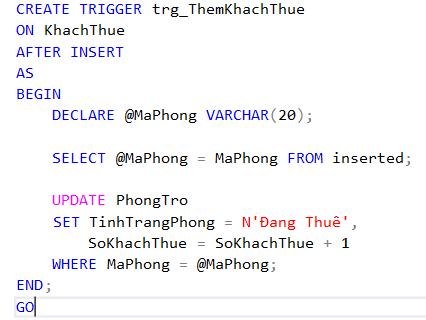 CREATE TRIGGER trg_ThemKhachThue
ON KhachThue
AFTER INSERT
AS
BEGIN
    DECLARE @MaPhong VARCHAR(20);

    SELECT @MaPhong = MaPhong FROM inserted;

    UPDATE PhongTro
    SET TinhTrangPhong = N'Đang Thuê',
        SoKhachThue = SoKhachThue + 1
    WHERE MaPhong = @MaPhong;
END;
GO